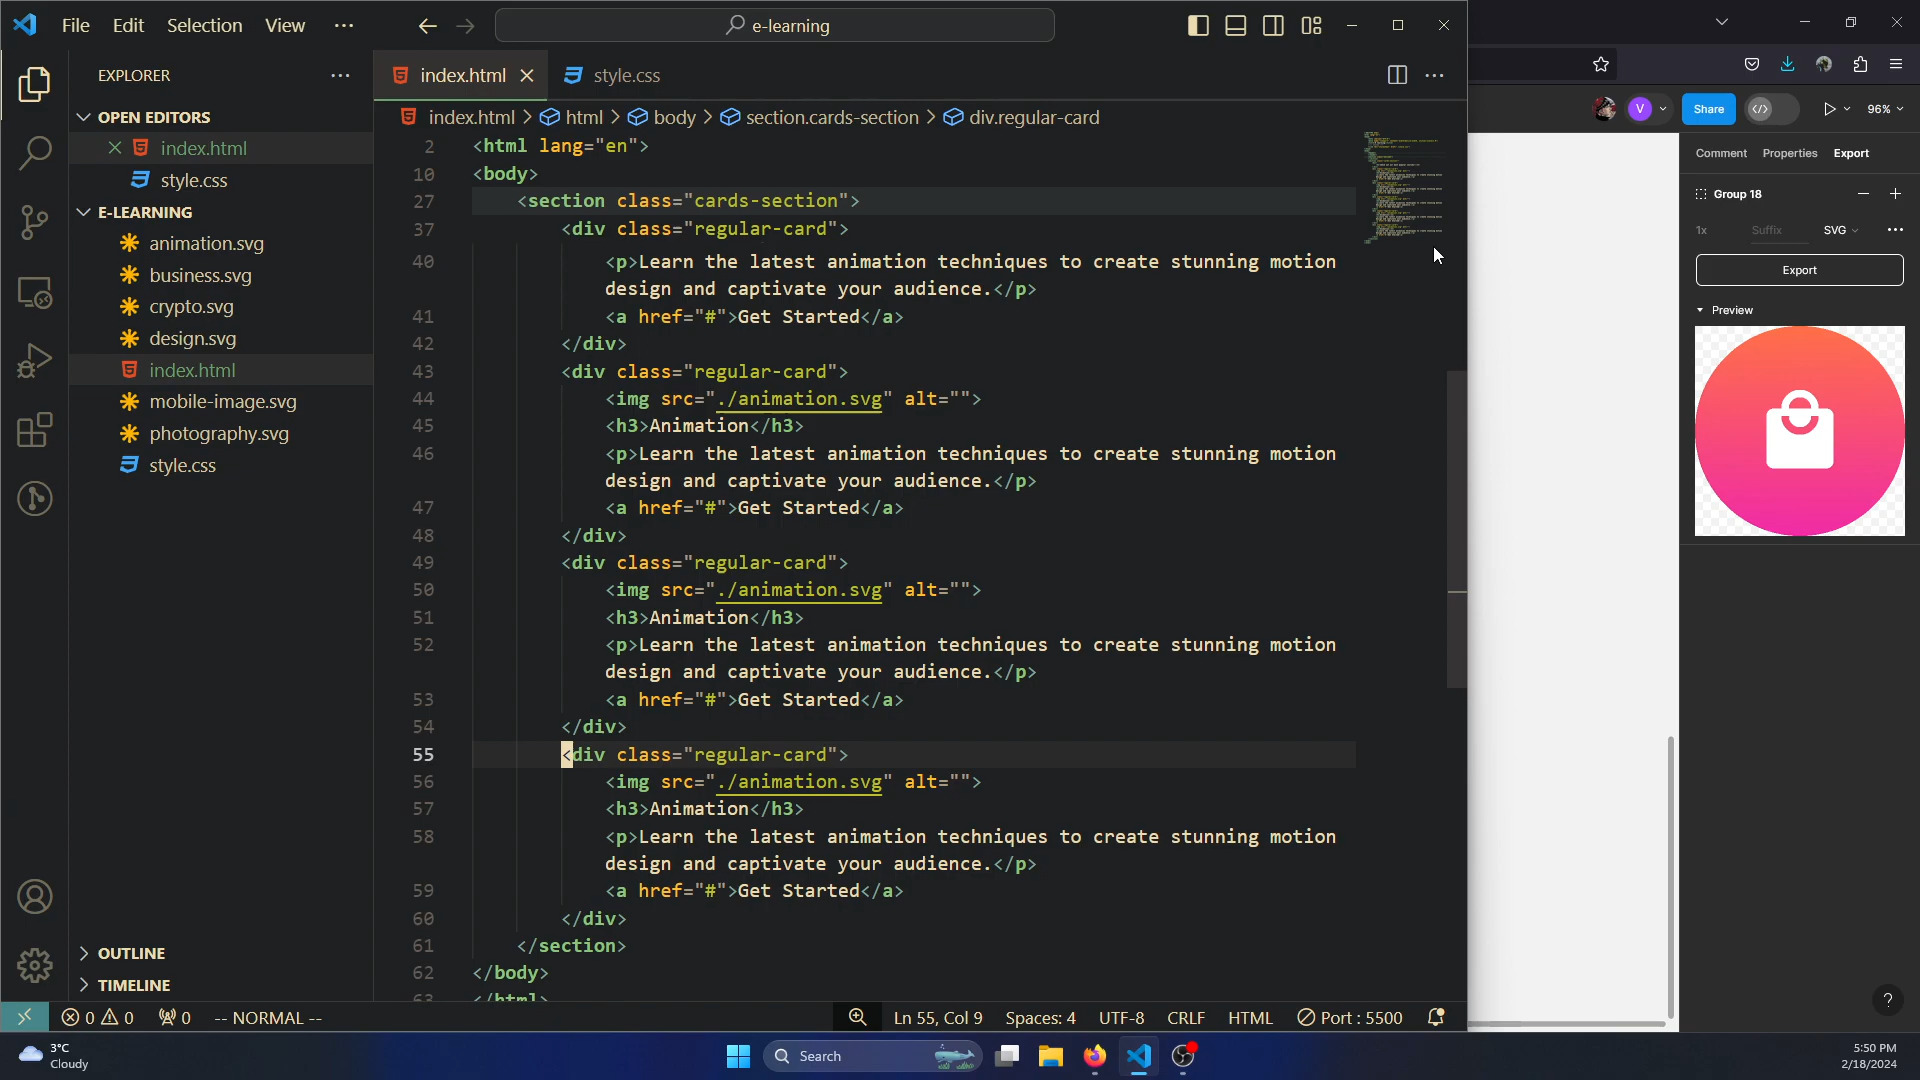 File
Edit
Selection
View
e-learning
EXPLORER
index.html
style.css
index.html > html > body > section.cards-section > div.regular-card
OPEN EDITORS
index.html
style.css
E-LEARNING
animation.svg
business.svg
crypto.svg
design.svg
index.html
mobile-image.svg
photography.svg
style.css
OUTLINE
TIMELINE
2 <html lang="en">
10 <body>
27 <section class="cards-section">
37 <div class="regular-card">
40 <p>Learn the latest animation techniques to create stunning motion
design and captivate your audience.</p>
41 <a href="#">Get Started</a>
42 </div>
43 <div class="regular-card">
44 <img src="./animation.svg" alt="">
45 <h3>Animation</h3>
46 <p>Learn the latest animation techniques to create stunning motion
design and captivate your audience.</p>
47 <a href="#">Get Started</a>
48 </div>
49 <div class="regular-card">
50 <img src="./animation.svg" alt="">
51 <h3>Animation</h3>
52 <p>Learn the latest animation techniques to create stunning motion
design and captivate your audience.</p>
53 <a href="#">Get Started</a>
54 </div>
55 <div class="regular-card">
56 <img src="./animation.svg" alt="">
57 <h3>Animation</h3>
58 <p>Learn the latest animation techniques to create stunning motion
design and captivate your audience.</p>
59 <a href="#">Get Started</a>
60 </div>
61 </section>
62 </body>
63 </html>
0 0 0 -- NORMAL --
Ln 55, Col 9
Spaces: 4
UTF-8
CRLF
HTML
Port : 5500
V
Share
96%
Comment
Properties
Export
Group 18
1x
Suffix
SVG
Export
Preview
?
3°C
Cloudy
Search
5:50 PM
2/18/2024